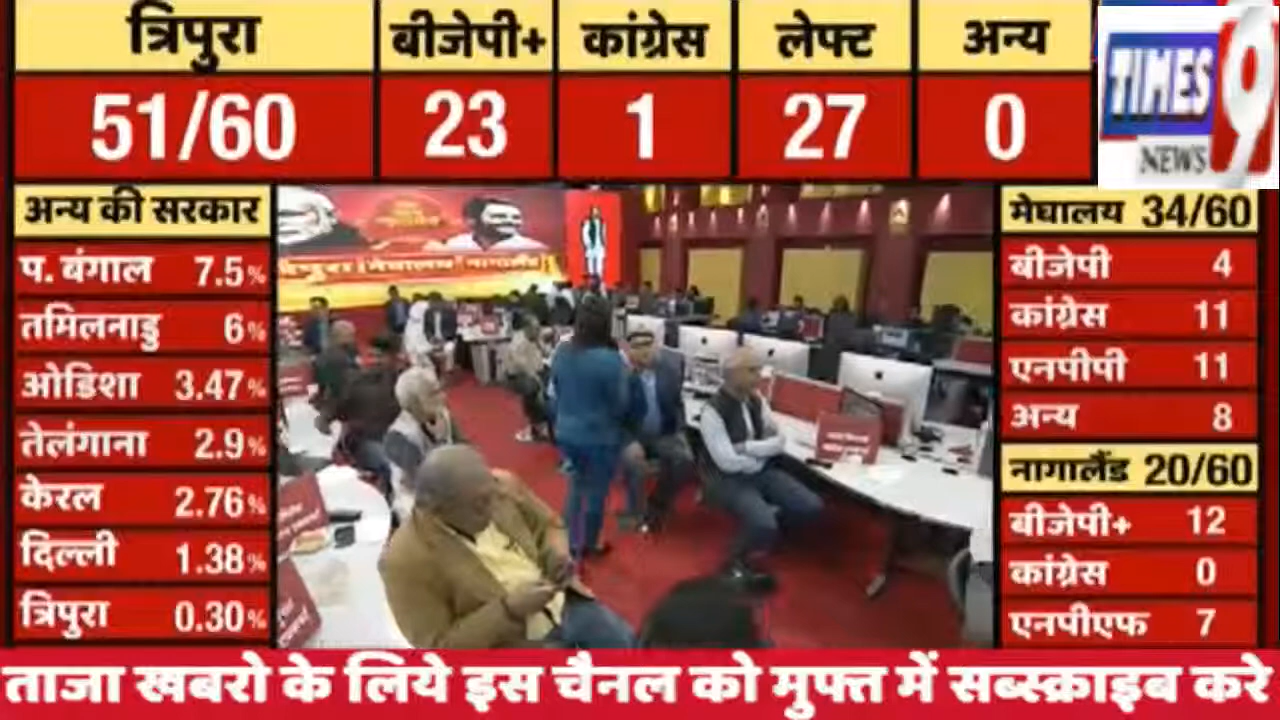 त्रिपुरा बीजेपी+ कांग्रेस लेफ्ट अन्य
51/60 23 1 27 0
TIMES 9
NEWS
अन्य की सरकार
प. बंगाल 7.5%
तमिलनाडु 6%
ओडिशा 3.47%
तेलंगाना 2.9%
केरल 2.76%
दिल्ली 1.38%
त्रिपुरा 0.30%
त्रिपुरा मेघालय नागालैंड
मेघालय 34/60
बीजेपी 4
कांग्रेस 11
एनपीपी 11
अन्य 8
नागालैंड 20/60
बीजेपी+ 12
कांग्रेस 0
एनपीएफ 7
ताजा खबरो के लिये इस चैनल को मुफ्त में सब्स्क्राइब करे